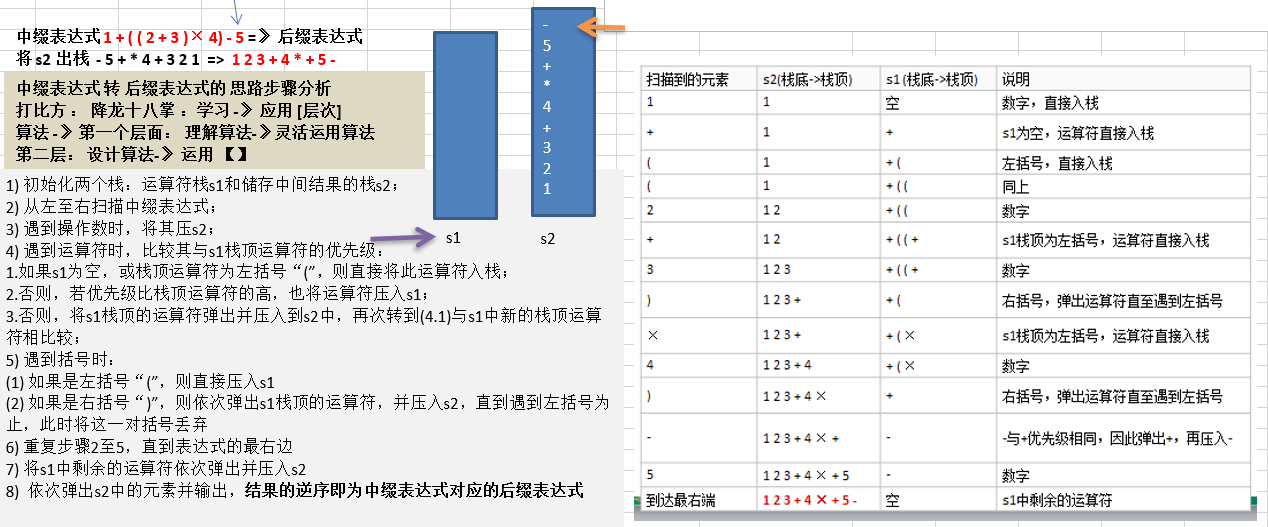 中缀表达式 1 + ( ( 2 + 3 )× 4) - 5 =》 后缀表达式
将 s2 出栈 - 5 + * 4 + 3 2 1 => 1 2 3 + 4 * + 5 -
中缀表达式 转 后缀表达式的 思路步骤分析
打比方 : 降龙十八掌 : 学习 -》 应用 [层次]
算法 -》 第一个层面: 理解算法-》灵活运用算法
第二层: 设计算法-》 运用 【】
1) 初始化两个栈:运算符栈s1和储存中间结果的栈s2;
2) 从左至右扫描中缀表达式;
3) 遇到操作数时,将其压s2;
4) 遇到运算符时,比较其与s1栈顶运算符的优先级:
1.如果s1为空,或栈顶运算符为左括号“(”,则直接将此运算符入栈;
2.否则,若优先级比栈顶运算符的高,也将运算符压入s1;
3.否则,将s1栈顶的运算符弹出并压入到s2中,再次转到(4.1)与s1中新的栈顶运算
符相比较;
5) 遇到括号时:
(1) 如果是左括号“(”,则直接压入s1
(2) 如果是右括号“)”,则依次弹出s1栈顶的运算符,并压入s2,直到遇到左括号为
止,此时将这一对括号丢弃
6) 重复步骤2至5,直到表达式的最右边
7) 将s1中剩余的运算符依次弹出并压入s2
8) 依次弹出s2中的元素并输出,结果的逆序即为中缀表达式对应的后缀表达式
s1
-
5
+
*
4
+
3
2
1
s2
扫描到的元素 s2(栈底->栈顶) s1 (栈底->栈顶) 说明
1 1 空 数字,直接入栈
+ 1 + s1为空,运算符直接入栈
( 1 + ( 左括号,直接入栈
( 1 + ( ( 同上
2 1 2 + ( ( 数字
+ 1 2 + ( ( + s1栈顶为左括号,运算符直接入栈
3 1 2 3 + ( ( + 数字
) 1 2 3 + + ( 右括号,弹出运算符直至遇到左括号
× 1 2 3 + + ( × s1栈顶为左括号,运算符直接入栈
4 1 2 3 + 4 + ( × 数字
) 1 2 3 + 4 × + 右括号,弹出运算符直至遇到左括号
- 1 2 3 + 4 × + - -与+优先级相同,因此弹出+,再压入-
5 1 2 3 + 4 × + 5 - 数字
到达最右端 1 2 3 + 4 × + 5 - 空 s1中剩余的运算符